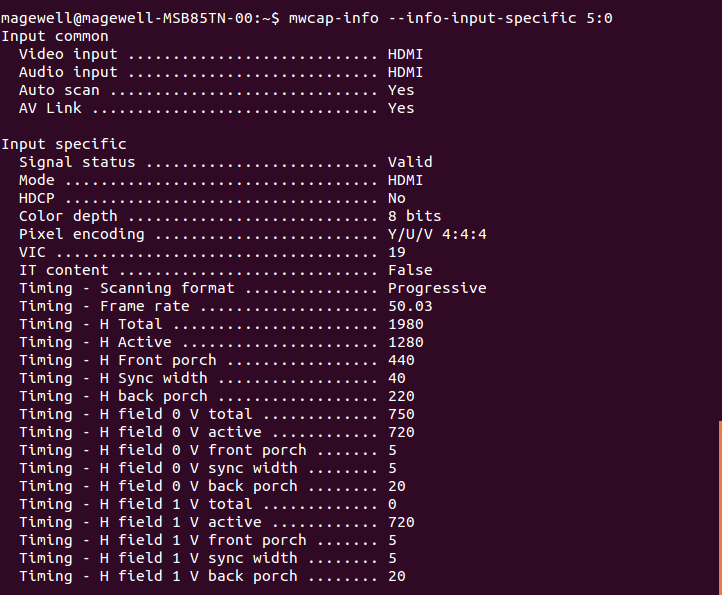 magewell@magewell-MSB85TN-00:~$ mwcap-info --info-input-specific 5:0
Input common
  Video input ............................ HDMI
  Audio input ............................ HDMI
  Auto scan .............................. Yes
  AV Link ................................ Yes

Input specific
  Signal status .......................... Valid
  Mode ................................... HDMI
  HDCP ................................... No
  Color depth ............................ 8 bits
  Pixel encoding ......................... Y/U/V 4:4:4
  VIC .................................... 19
  IT content ............................. False
  Timing - Scanning format ............... Progressive
  Timing - Frame rate .................... 50.03
  Timing - H Total ....................... 1980
  Timing - H Active ...................... 1280
  Timing - H Front porch ................. 440
  Timing - H Sync width .................. 40
  Timing - H back porch .................. 220
  Timing - H field 0 V total ............. 750
  Timing - H field 0 V active ............ 720
  Timing - H field 0 V front porch ....... 5
  Timing - H field 0 V sync width ........ 5
  Timing - H field 0 V back porch ........ 20
  Timing - H field 1 V total ............. 0
  Timing - H field 1 V active ............ 720
  Timing - H field 1 V front porch ....... 5
  Timing - H field 1 V sync width ........ 5
  Timing - H field 1 V back porch ........ 20